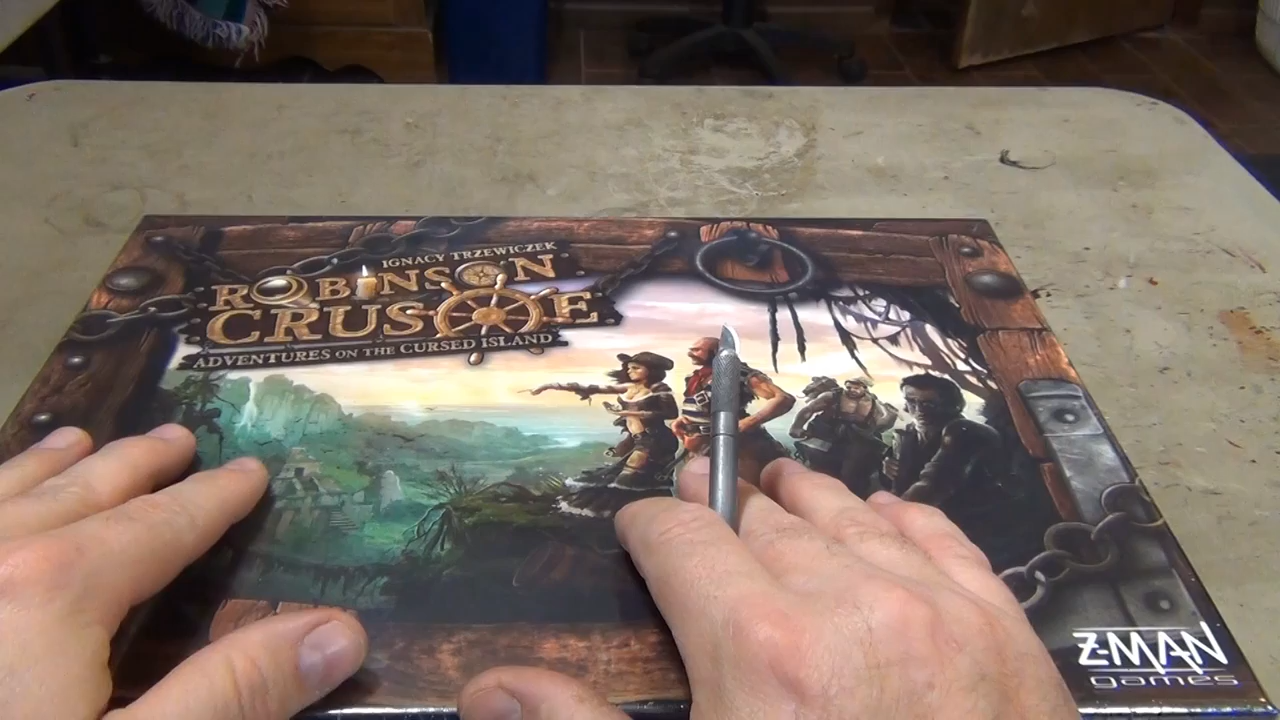 IGNACY TRZEWICZEK
ROBINSON
CRUSOE
ADVENTURES ON THE CURSED ISLAND
Z-MAN
games